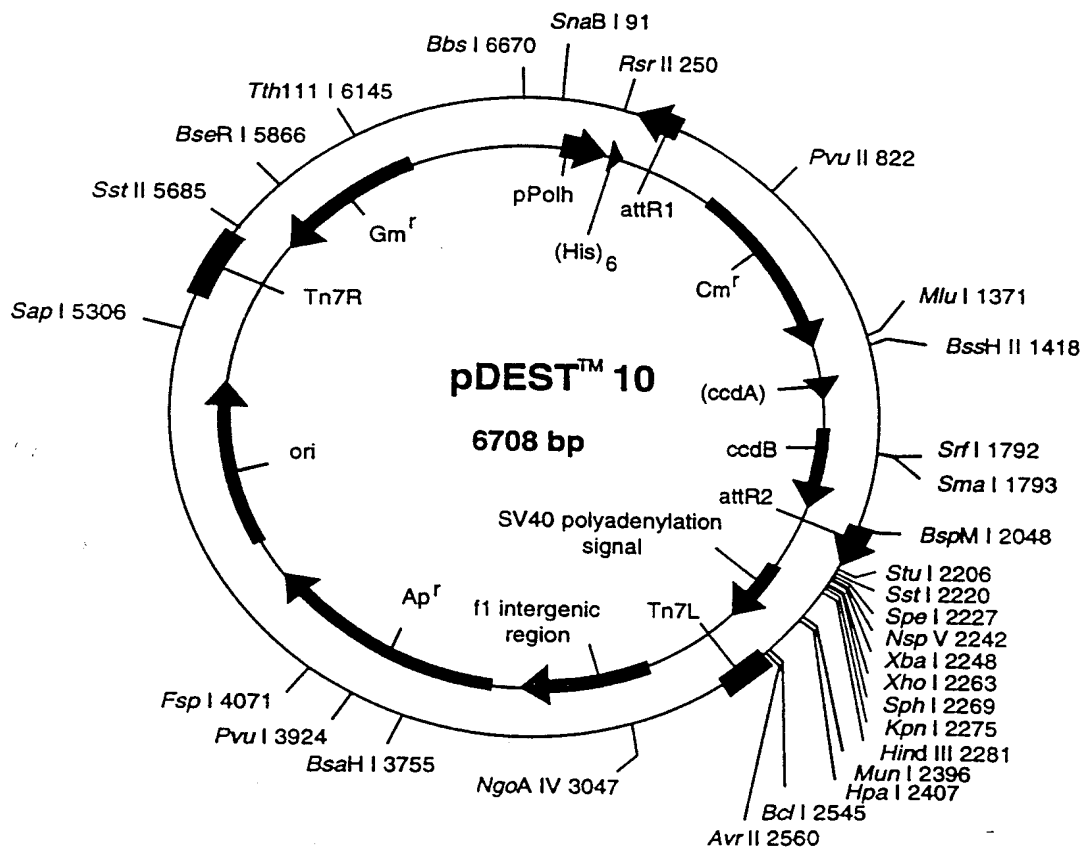 SnaB I 91
Bbs I 6670
Rsr II 250
Tth111 I 6145
BseR I 5866
Pvu II 822
Sst II 5685
pPolh
attR1
Gm^r
(His)6
Cm^r
Tn7R
Sap I 5306
Mlu I 1371
BssH II 1418
pDEST™ 10
(ccdA)
6708 bp
ccdB
ori
Srf I 1792
Sma I 1793
attR2
SV40 polyadenylation
signal
BspM I 2048
Stu I 2206
Sst I 2220
Spe I 2227
Nsp V 2242
Xba I 2248
Xho I 2263
Sph I 2269
Kpn I 2275
Hind III 2281
Mun I 2396
Hpa I 2407
Ap^r
f1 intergenic
region
Tn7L
Fsp I 4071
Pvu I 3924
BsaH I 3755
NgoA IV 3047
Bcl I 2545
Avr II 2560